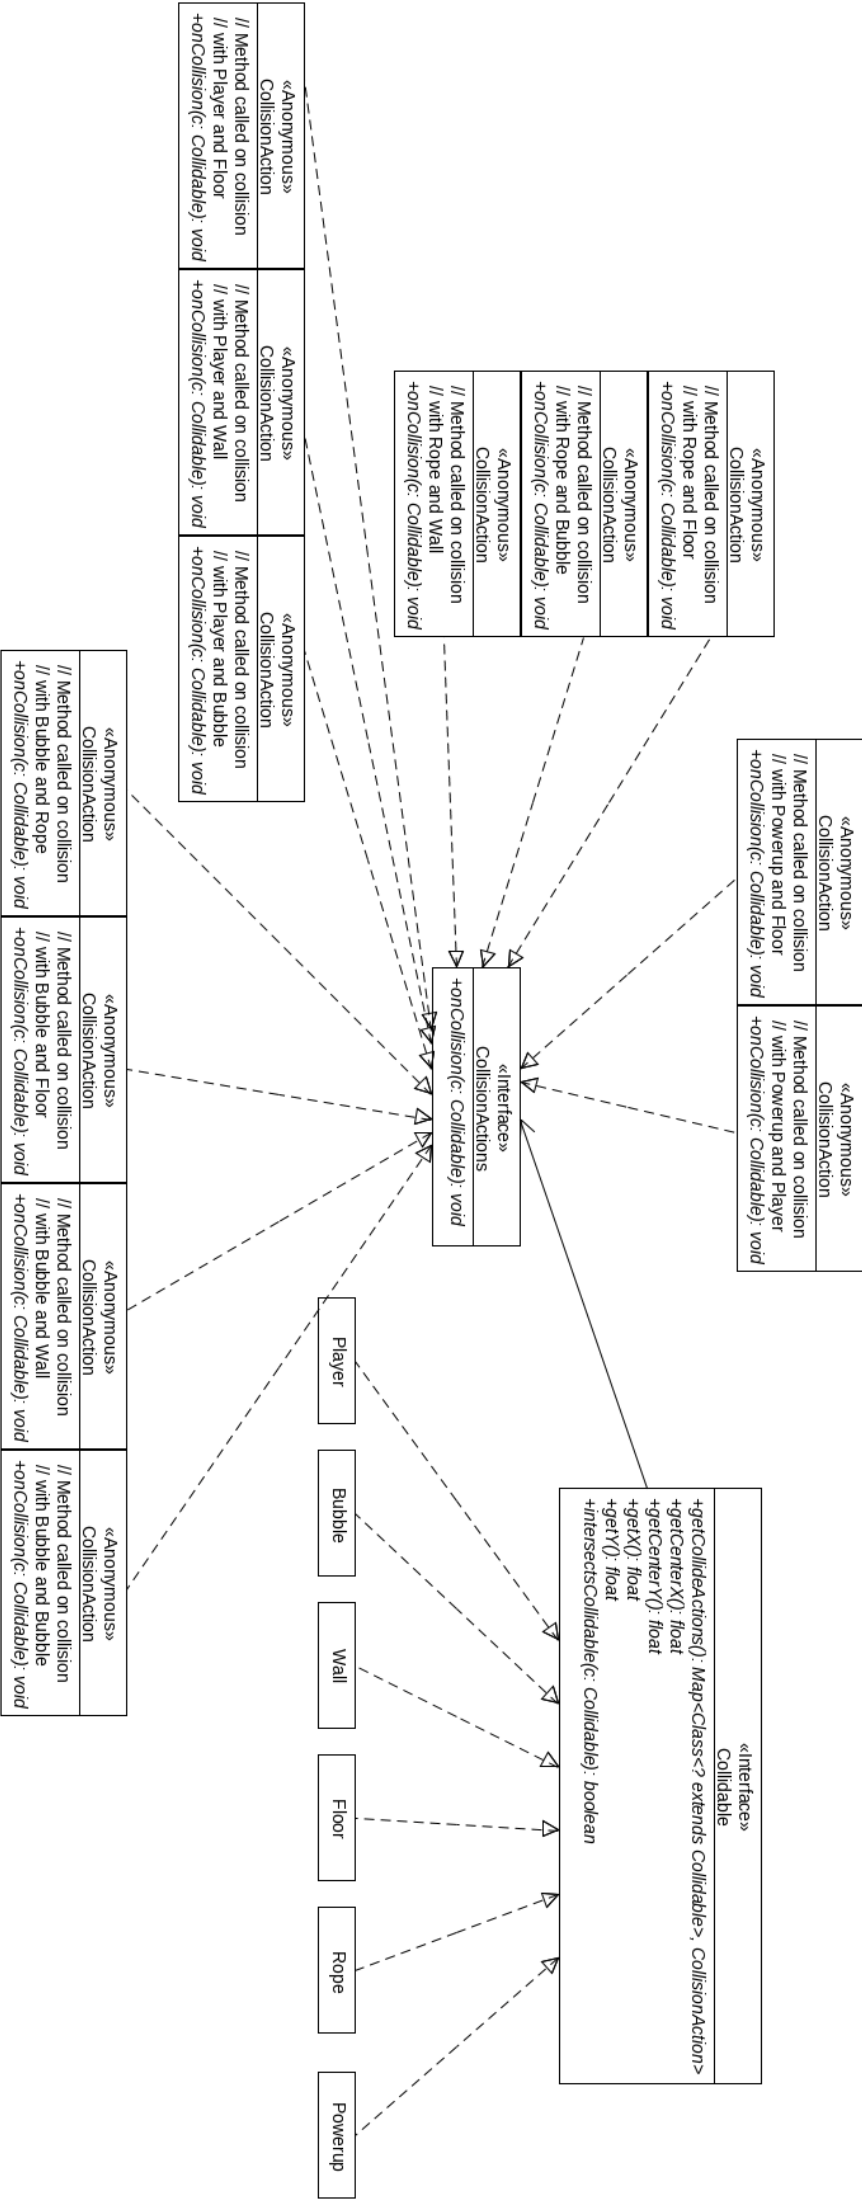 «Anonymous»
CollisionAction
// Method called on collision
// with Powerup and Floor
+onCollision(c: Collidable): void
«Anonymous»
CollisionAction
// Method called on collision
// with Powerup and Player
+onCollision(c: Collidable): void
«Anonymous»
CollisionAction
// Method called on collision
// with Rope and Floor
+onCollision(c: Collidable): void
«Anonymous»
CollisionAction
// Method called on collision
// with Rope and Bubble
+onCollision(c: Collidable): void
«Anonymous»
CollisionAction
// Method called on collision
// with Rope and Wall
+onCollision(c: Collidable): void
«Interface»
Collidable
+getCollideActions(): Map<Class<? extends Collidable>, CollisionAction>
+getCenterX(): float
+getCenterY(): float
+getX(): float
+getY(): float
+intersectsCollidable(c: Collidable): boolean
«Interface»
CollisionActions
+onCollision(c: Collidable): void
Player
Bubble
Wall
Floor
Rope
Powerup
«Anonymous»
CollisionAction
// Method called on collision
// with Player and Floor
+onCollision(c: Collidable): void
«Anonymous»
CollisionAction
// Method called on collision
// with Player and Wall
+onCollision(c: Collidable): void
«Anonymous»
CollisionAction
// Method called on collision
// with Player and Bubble
+onCollision(c: Collidable): void
«Anonymous»
CollisionAction
// Method called on collision
// with Bubble and Rope
+onCollision(c: Collidable): void
«Anonymous»
CollisionAction
// Method called on collision
// with Bubble and Floor
+onCollision(c: Collidable): void
«Anonymous»
CollisionAction
// Method called on collision
// with Bubble and Wall
+onCollision(c: Collidable): void
«Anonymous»
CollisionAction
// Method called on collision
// with Bubble and Bubble
+onCollision(c: Collidable): void